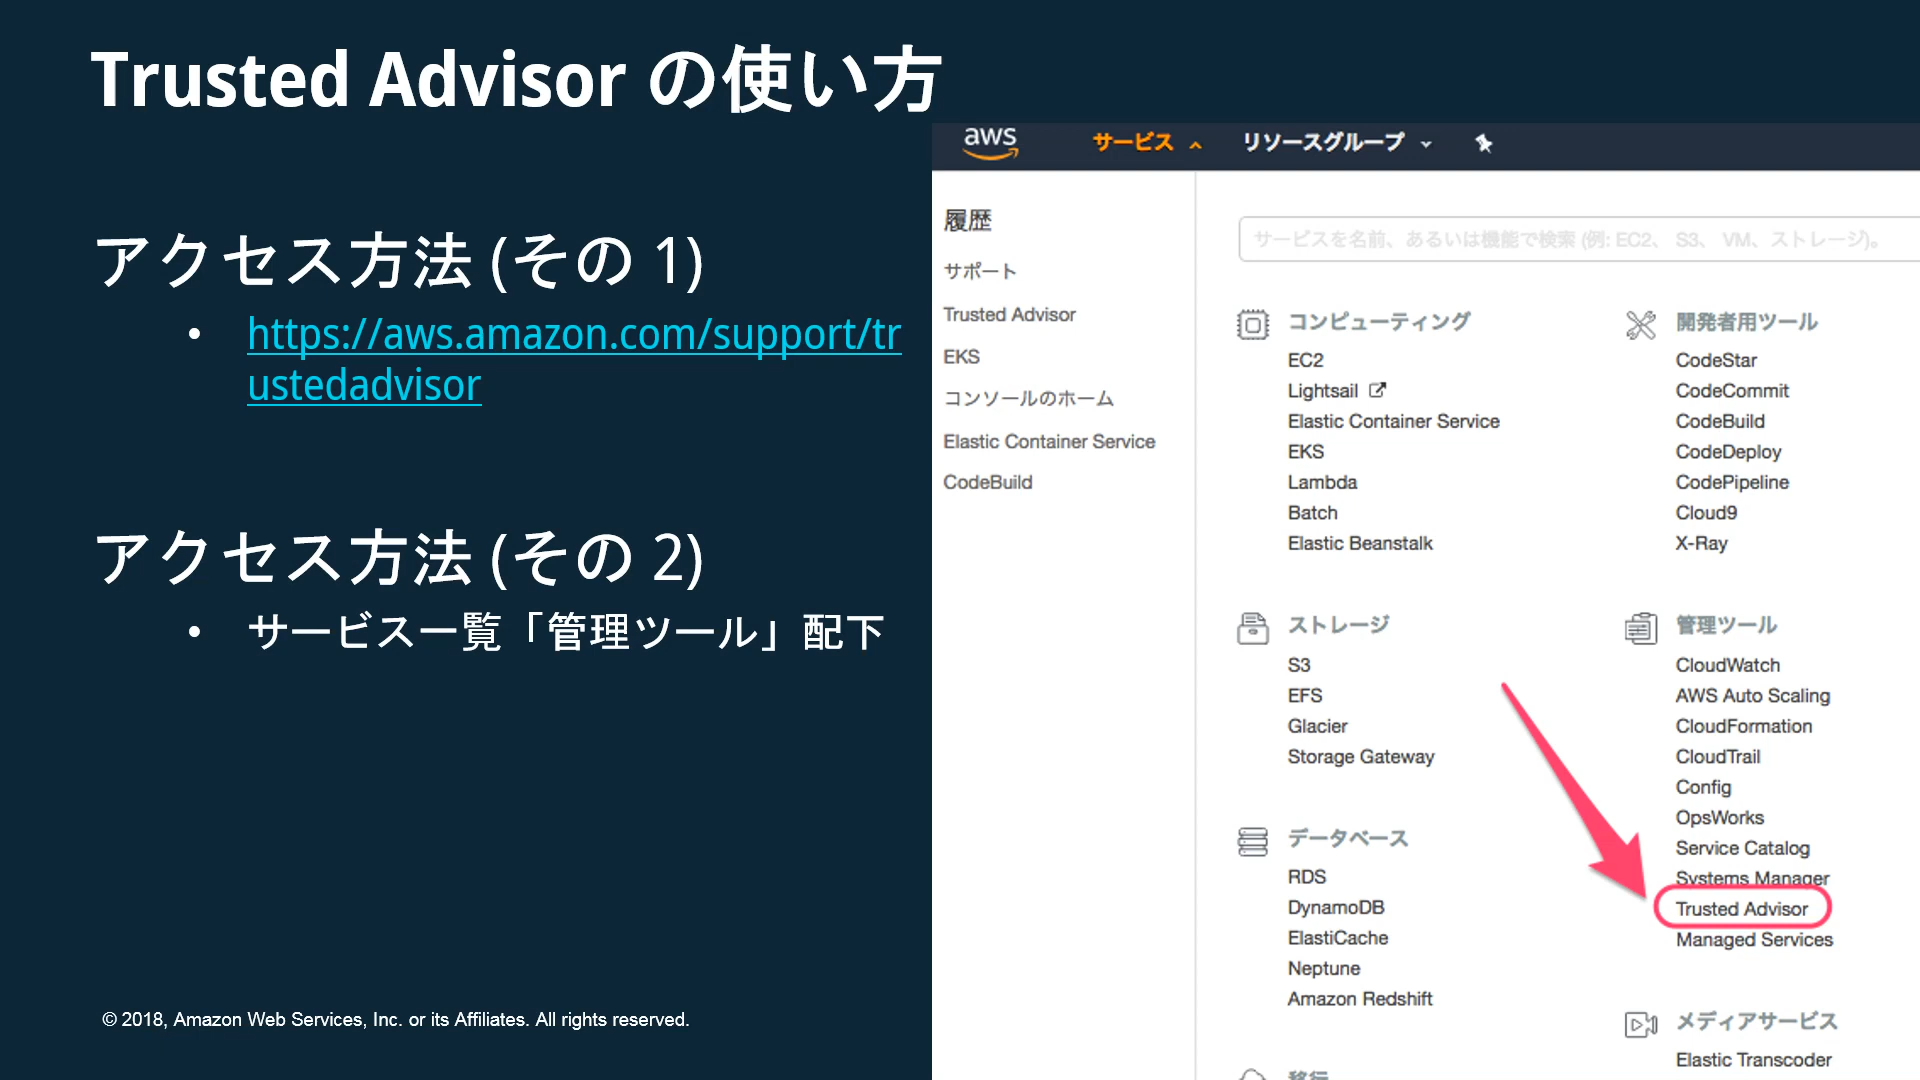 Trusted Advisor の使い方
アクセス方法 (その 1)
• https://aws.amazon.com/support/tr
ustedadvisor
アクセス方法 (その 2)
• サービス一覧「管理ツール」配下
© 2018, Amazon Web Services, Inc. or its Affiliates. All rights reserved.
aws サービス リソースグループ
履歴
サポート
Trusted Advisor
EKS
コンソールのホーム
Elastic Container Service
CodeBuild
サービスを名前、あるいは機能で検索 (例: EC2、 S3、 VM、ストレージ)。
コンピューティング
EC2
Lightsail
Elastic Container Service
EKS
Lambda
Batch
Elastic Beanstalk
ストレージ
S3
EFS
Glacier
Storage Gateway
データベース
RDS
DynamoDB
ElastiCache
Neptune
Amazon Redshift
移行
開発者用ツール
CodeStar
CodeCommit
CodeBuild
CodeDeploy
CodePipeline
Cloud9
X-Ray
管理ツール
CloudWatch
AWS Auto Scaling
CloudFormation
CloudTrail
Config
OpsWorks
Service Catalog
Systems Manager
Trusted Advisor
Managed Services
メディアサービス
Elastic Transcoder